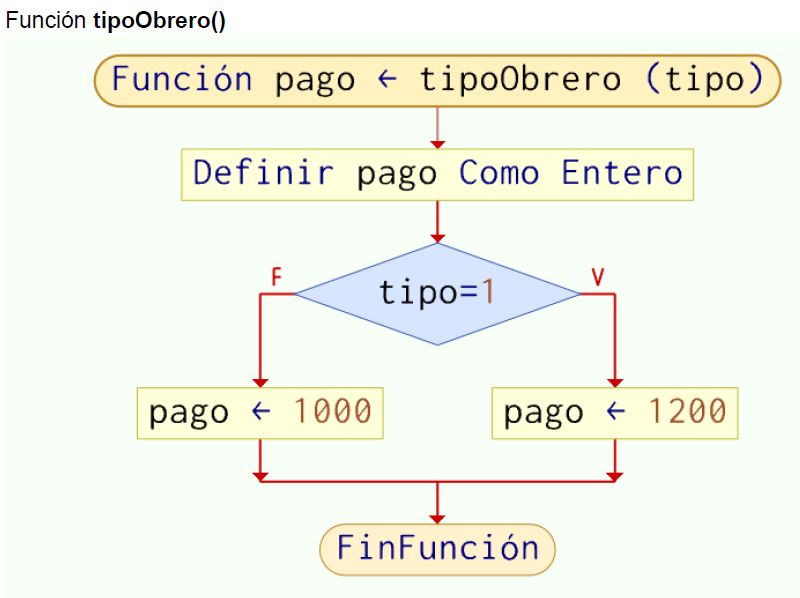 Función tipoObrero()
Función pago ← tipoObrero (tipo)
Definir pago Como Entero
F
V
tipo=1
pago ← 1000
pago ← 1200
FinFunción